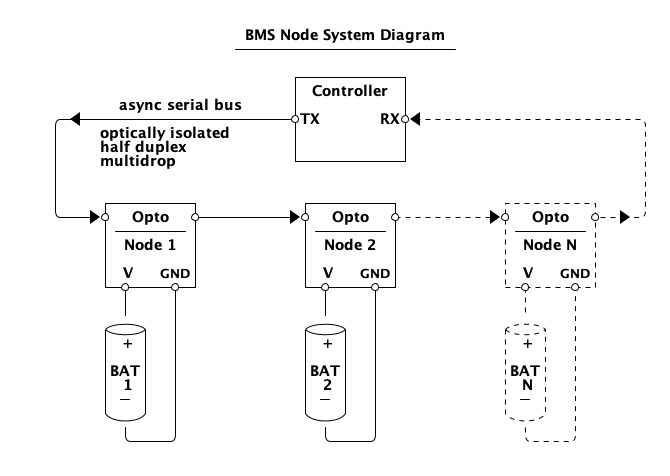 BMS Node System Diagram
Controller
TX RX
async serial bus
optically isolated
half duplex
multidrop
Opto Opto Opto
Node 1 Node 2 Node N
V GND V GND V GND
+ + +
BAT BAT BAT
1 2 N
– – –